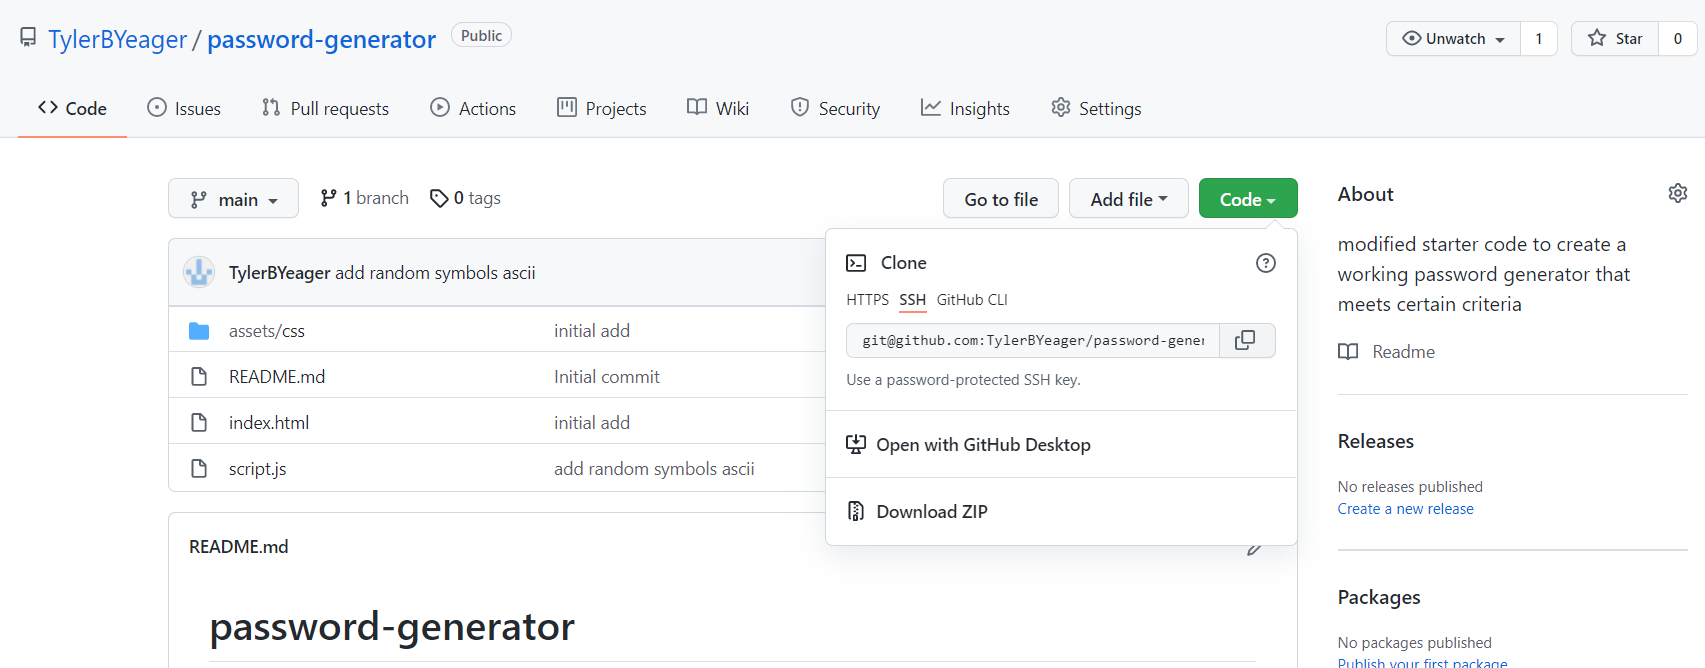 TylerBYeager / password-generator Public
Unwatch 1 Star 0
Code Issues Pull requests Actions Projects Wiki Security Insights Settings
main 1 branch 0 tags
Go to file Add file Code
TylerBYeager add random symbols ascii
assets/css initial add
README.md Initial commit
index.html initial add
script.js add random symbols ascii
Clone
HTTPS SSH GitHub CLI
git@github.com:TylerBYeager/password-gener
Use a password-protected SSH key.
Open with GitHub Desktop
Download ZIP
README.md
password-generator
About
modified starter code to create a
working password generator that
meets certain criteria
Readme
Releases
No releases published
Create a new release
Packages
No packages published
Publish your first package